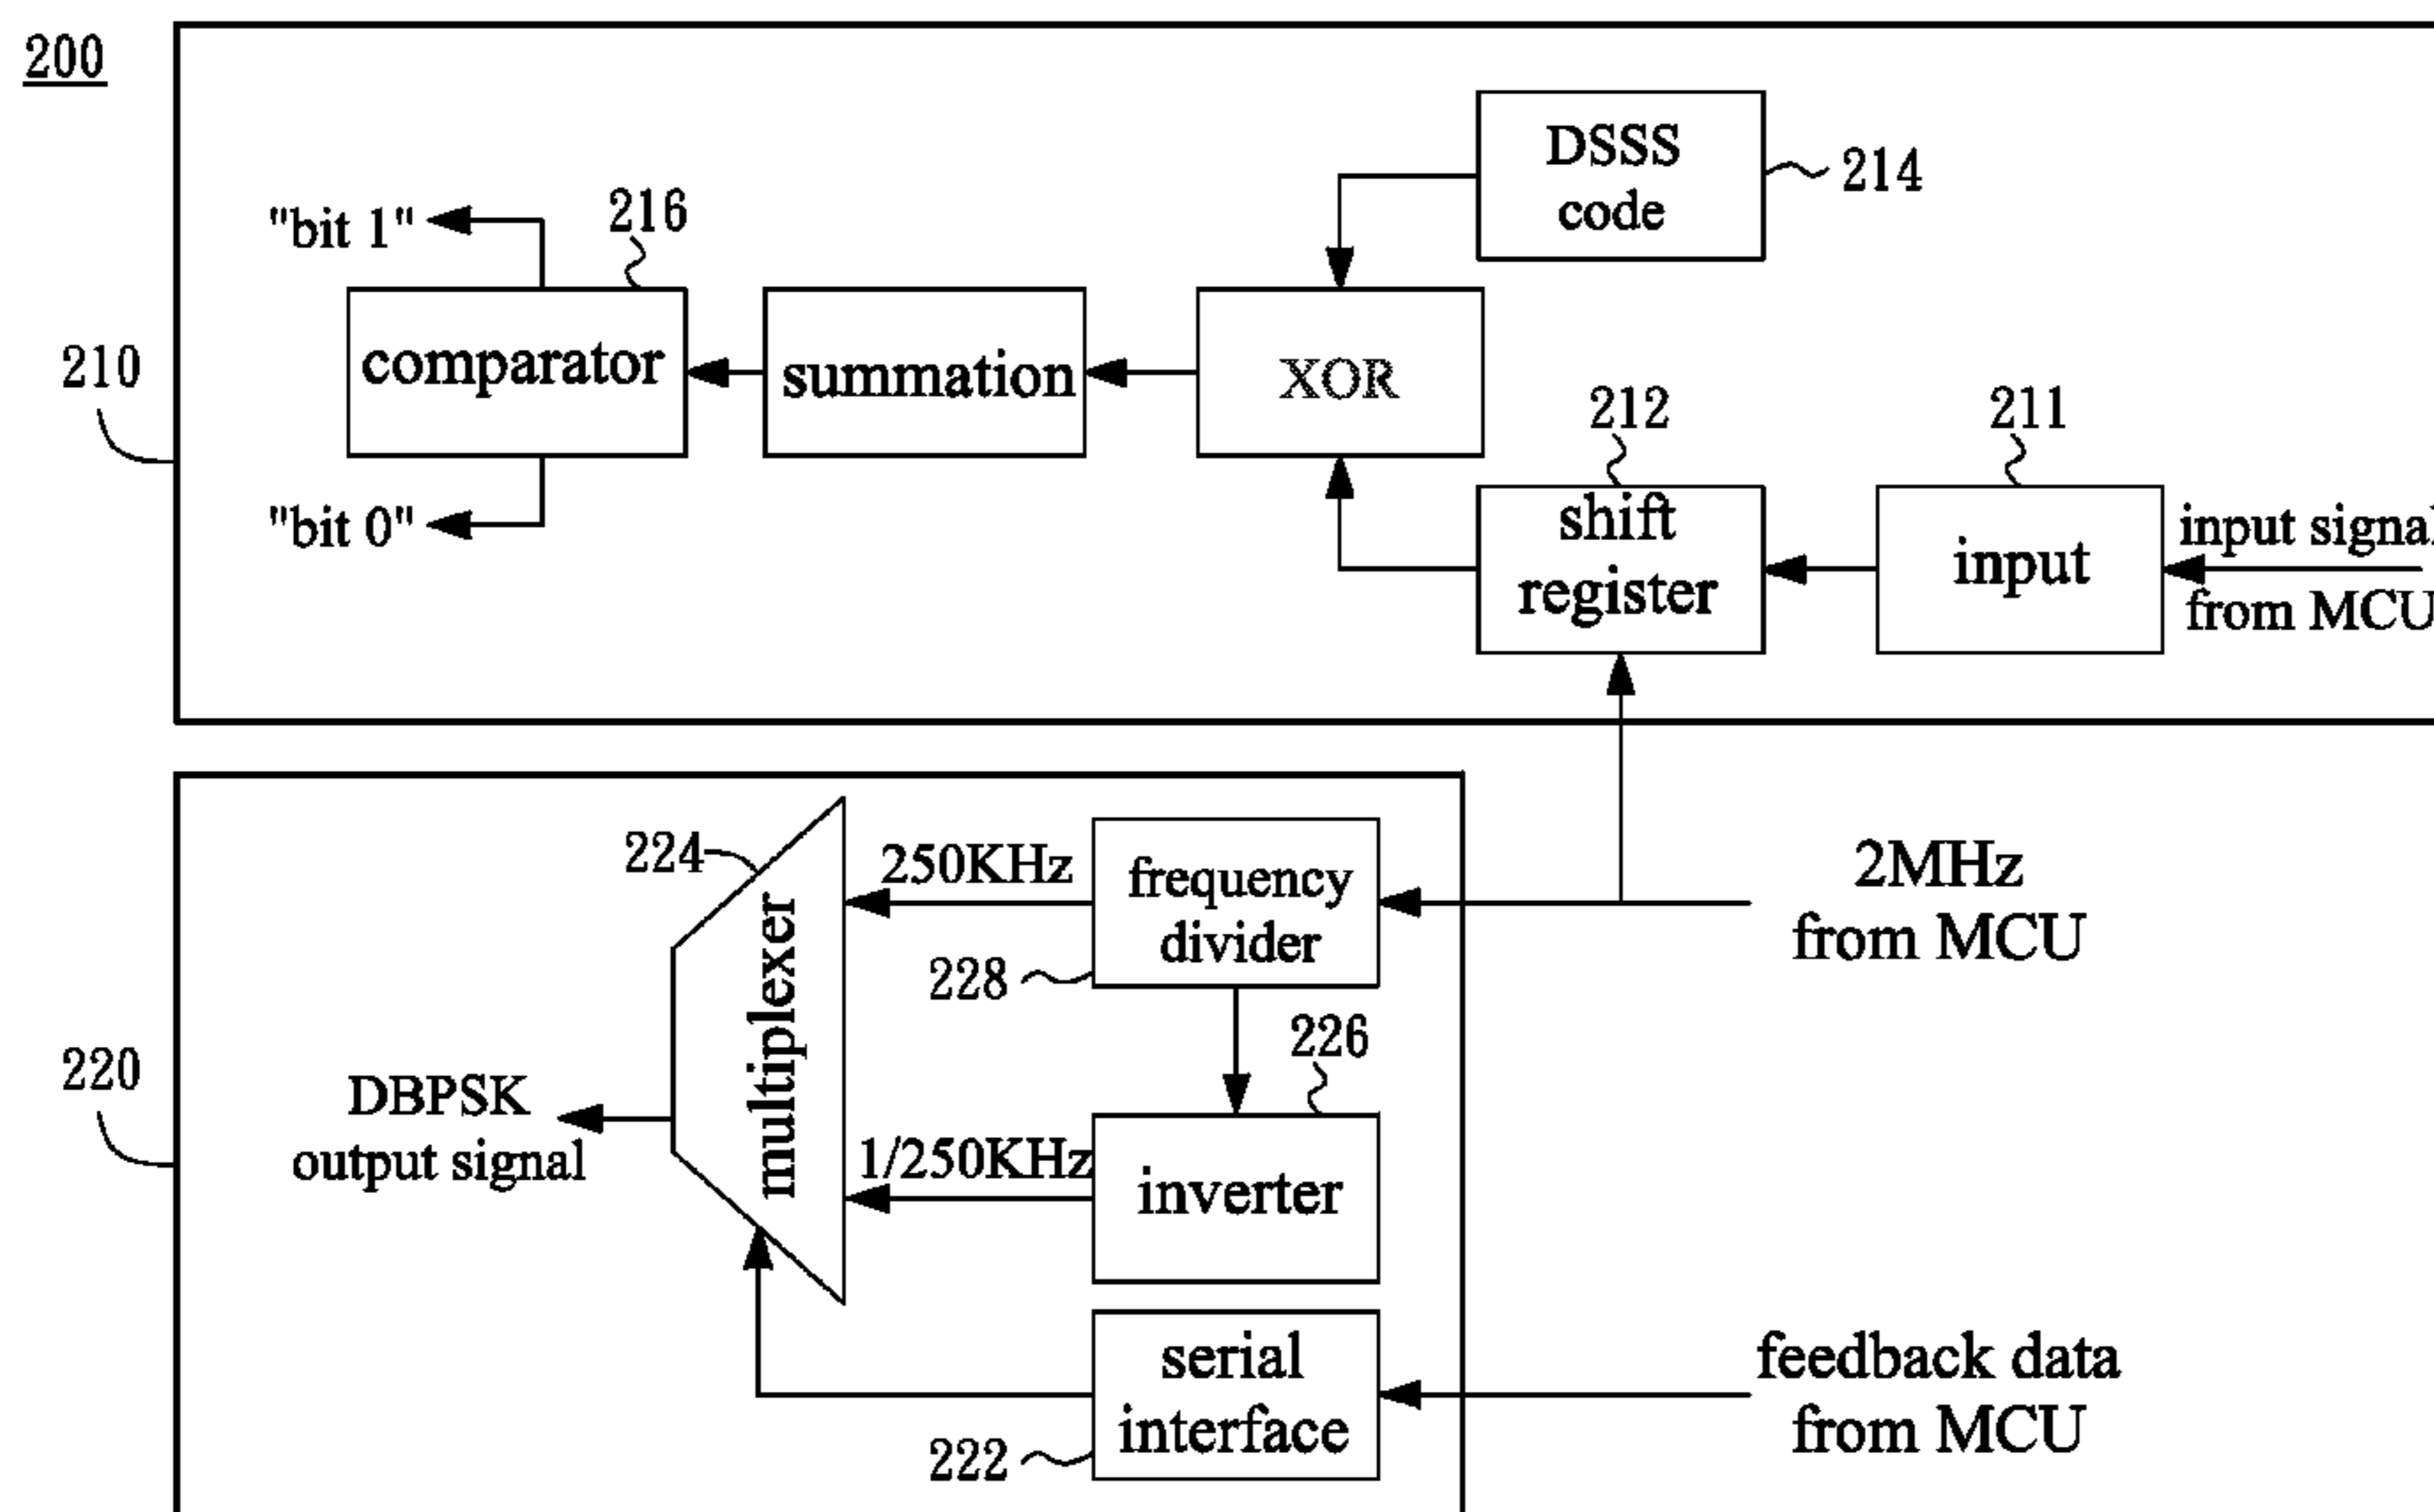 200
DSSS
code
214
"bit 1"
216
comparator
summation
XOR
210
212
211
"bit 0"
shift
register
input
input signal
from MCU
224
250KHz
frequency
divider
2MHz
from MCU
228
226
multiplexer
220
DBPSK
output signal
1/250KHz
inverter
serial
interface
feedback data
from MCU
222